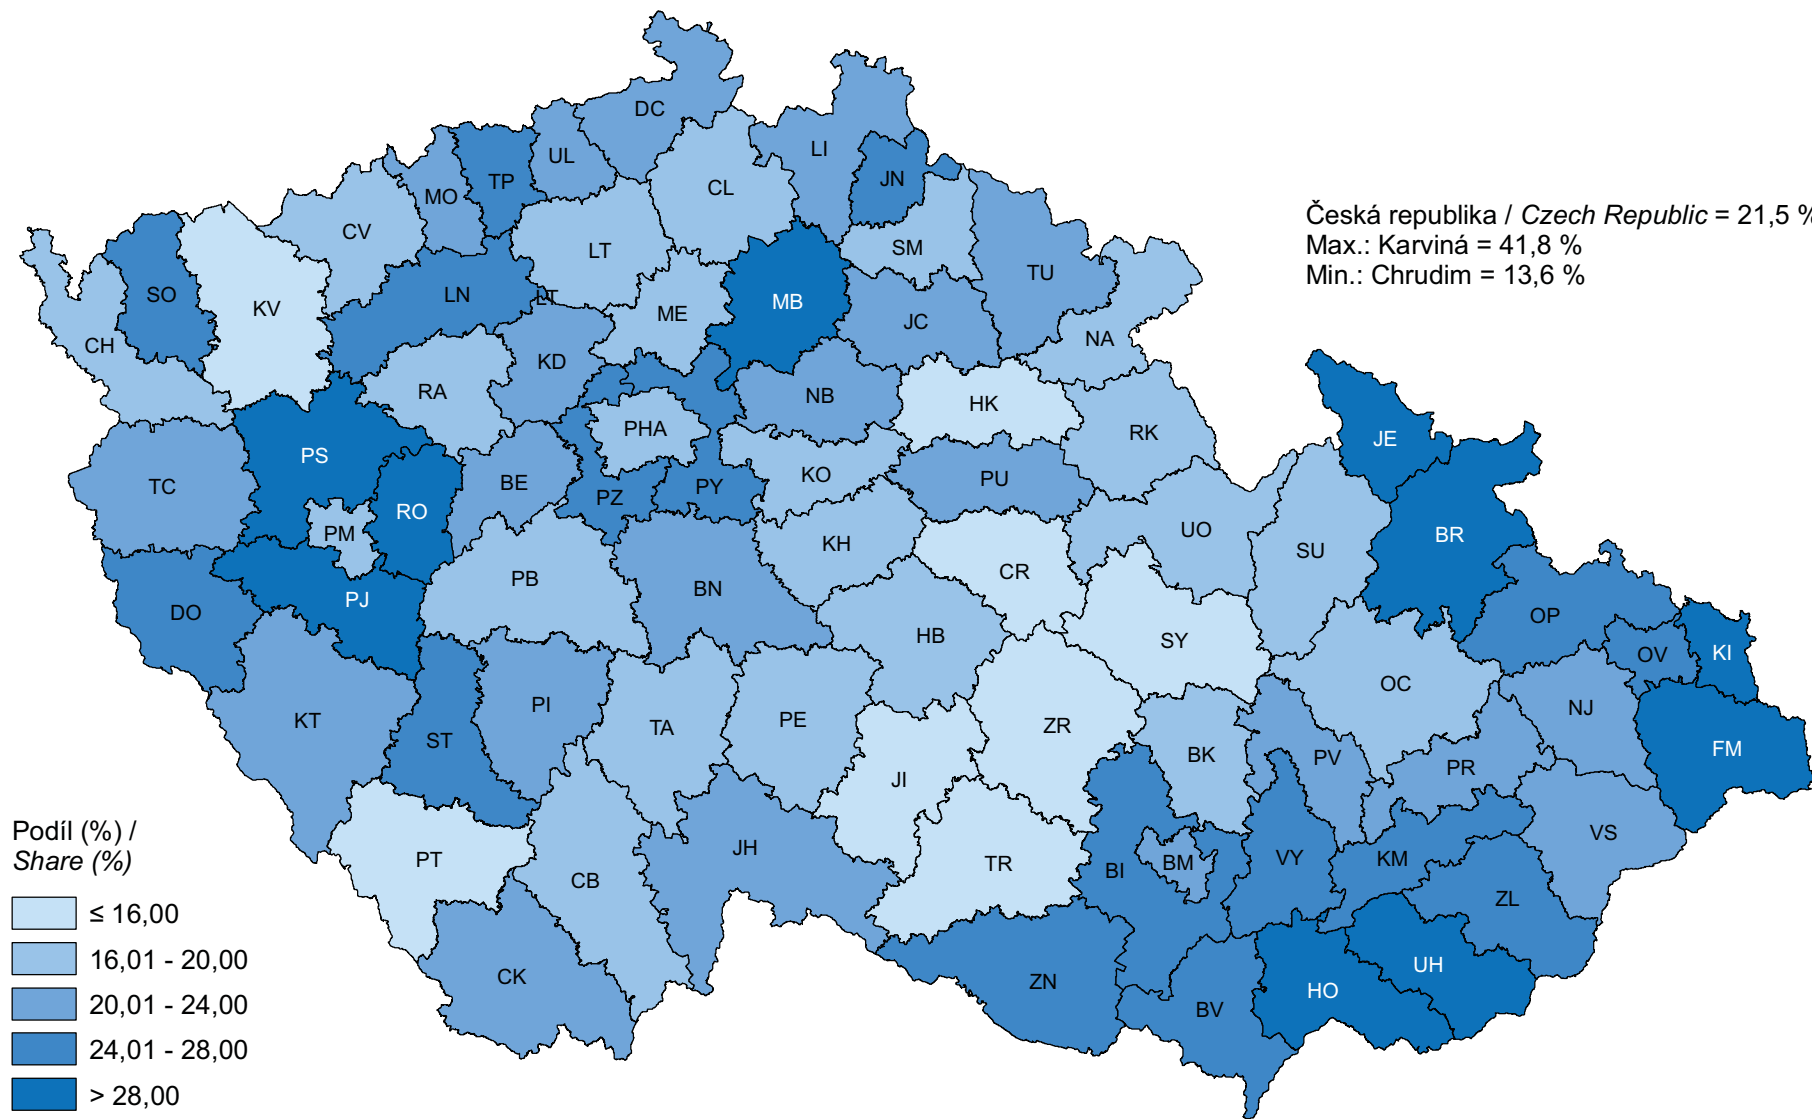 DC
LI
UL
TP
JN
CL
MO
CV
LT
SM
Česká republika / Czech Republic = 21,5 %
Max.: Karviná = 41,8 %
Min.: Chrudim = 13,6 %
TU
SO
KV
LN
LT
ME
MB
JC
NA
CH
KD
RA
NB
HK
PHA
RK
JE
PS
KO
TC
BE
PZ
PY
PU
RO
PM
KH
UO
SU
BR
CR
PB
BN
PJ
DO
HB
SY
OP
OV
KI
OC
KT
PI
TA
PE
ZR
NJ
ST
BK
PV
PR
FM
JI
Podíl (%) /
Share (%)
PT
JH
CB
TR
BI
BM
VY
KM
VS
ZL
≤ 16,00
16,01 - 20,00
20,01 - 24,00
24,01 - 28,00
> 28,00
CK
ZN
BV
HO
UH